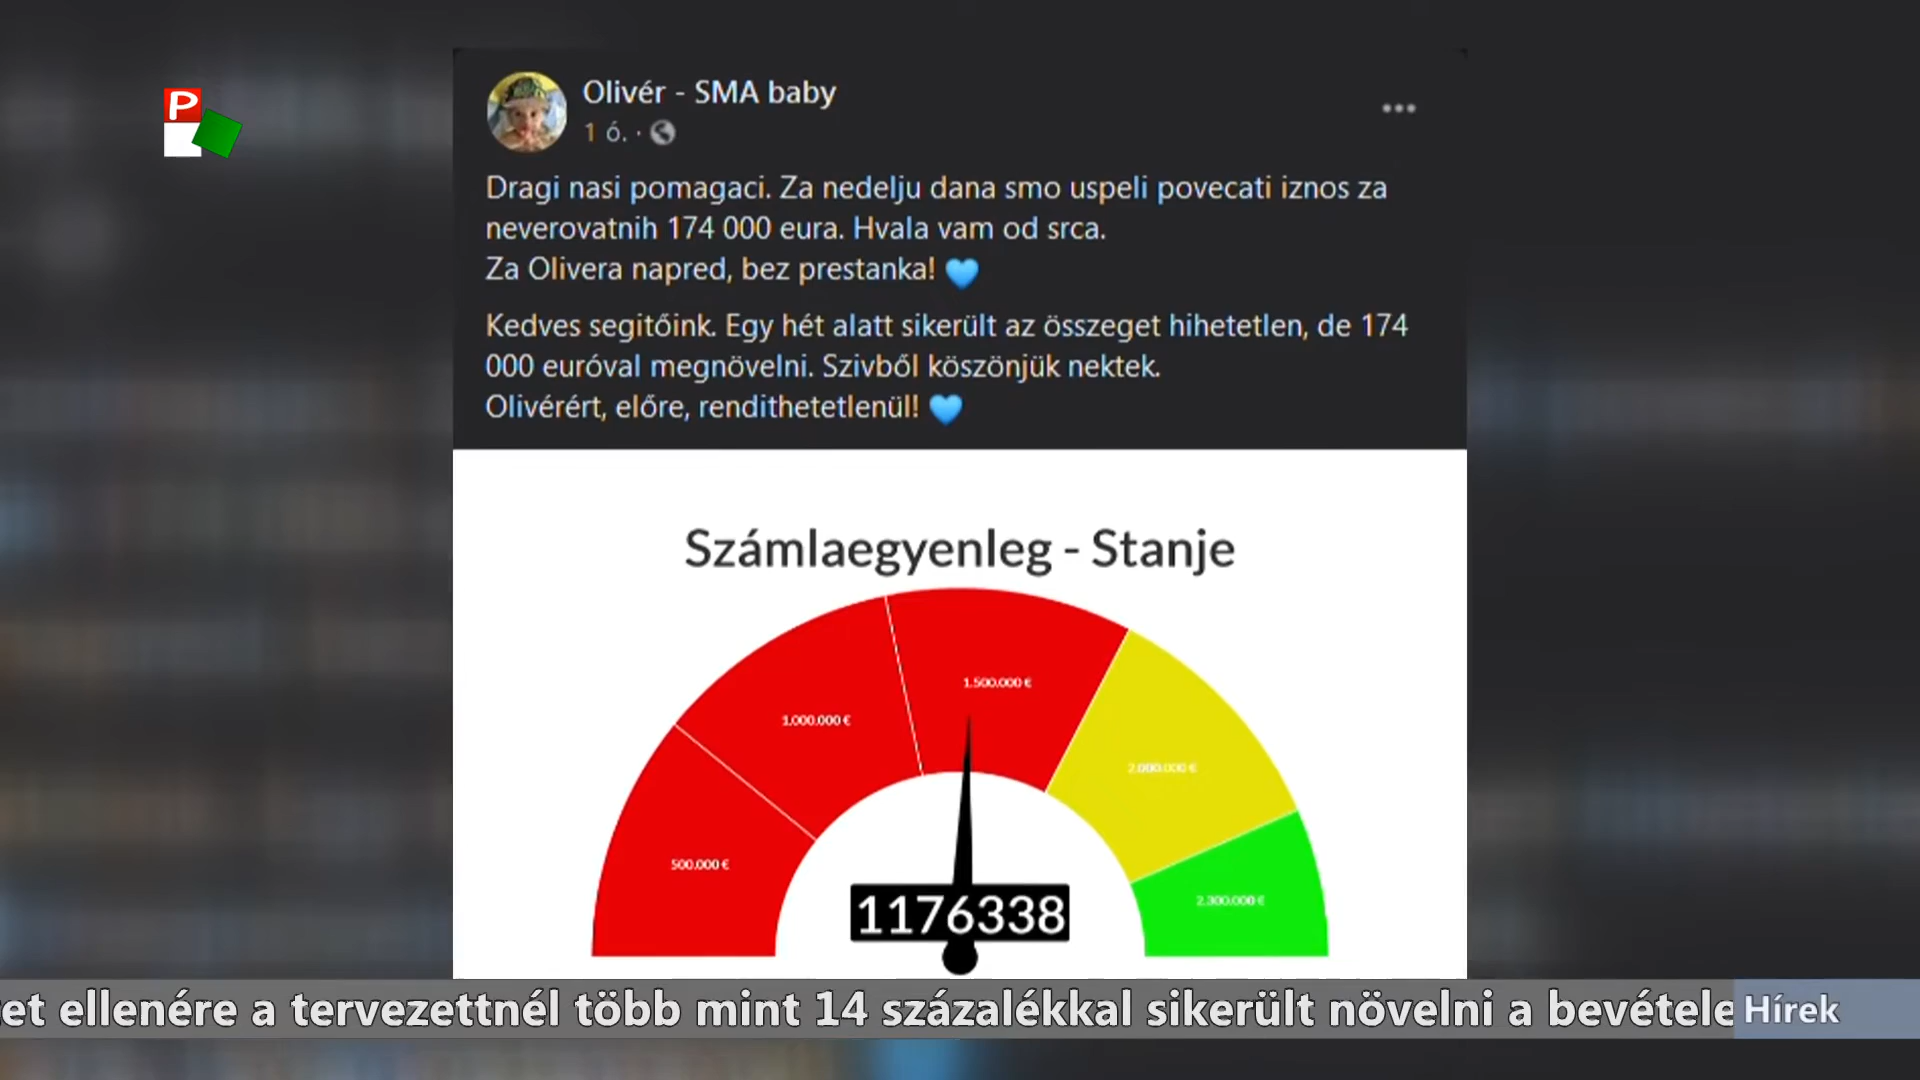 P
Olivér - SMA baby
1 ó. ·
Dragi nasi pomagaci. Za nedelju dana smo uspeli povecati iznos za
neverovatnih 174 000 eura. Hvala vam od srca.
Za Olivera napred, bez prestanka! 💙
Kedves segitőink. Egy hét alatt sikerült az összeget hihetetlen, de 174
000 euróval megnövelni. Szivből köszönjük nektek.
Olivérért, előre, rendithetetlenül! 💙
Számlaegyenleg - Stanje
500.000 €
1.000.000 €
1.500.000 €
2.000.000 €
2.300.000 €
1176338
et ellenére a tervezettnél több mint 14 százalékkal sikerült növelni a bevétele
Hírek